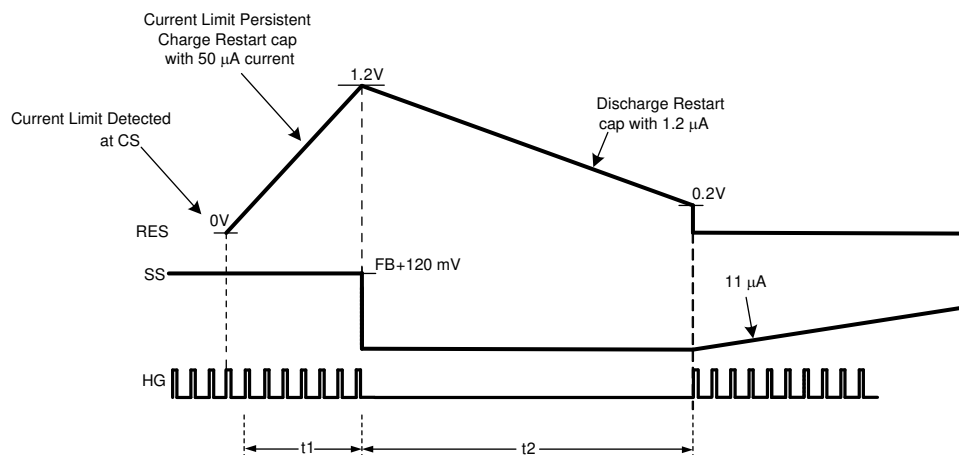 Current Limit Persistent
Charge Restart cap
with 50 μA current
1.2V
Discharge Restart
cap with 1.2 μA
Current Limit Detected
at CS
0V
0.2V
RES
SS
FB+120 mV
11 μA
HG
t1
t2